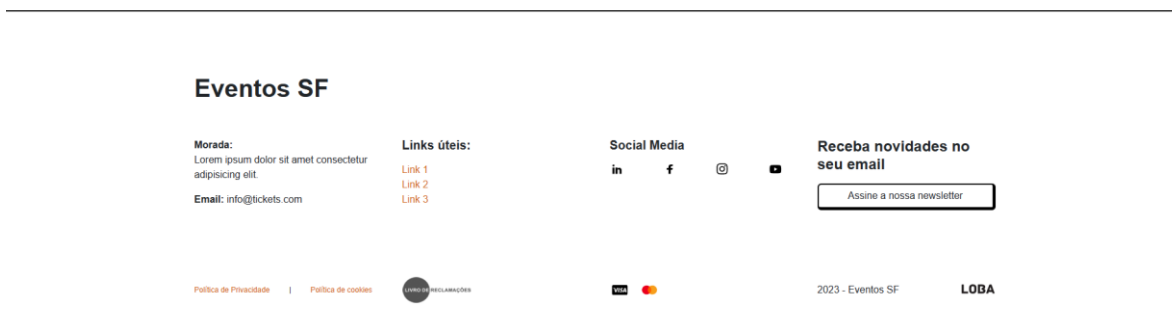 Eventos SF
Morada:
Lorem ipsum dolor sit amet consectetur
adipisicing elit.
Email: info@tickets.com
Links úteis:
Link 1
Link 2
Link 3
Social Media
in
f
Receba novidades no
seu email
Assine a nossa newsletter
Política de Privacidade | Política de cookies
LIVRO DE RECLAMAÇÕES
VISA
2023 - Eventos SF
LOBA